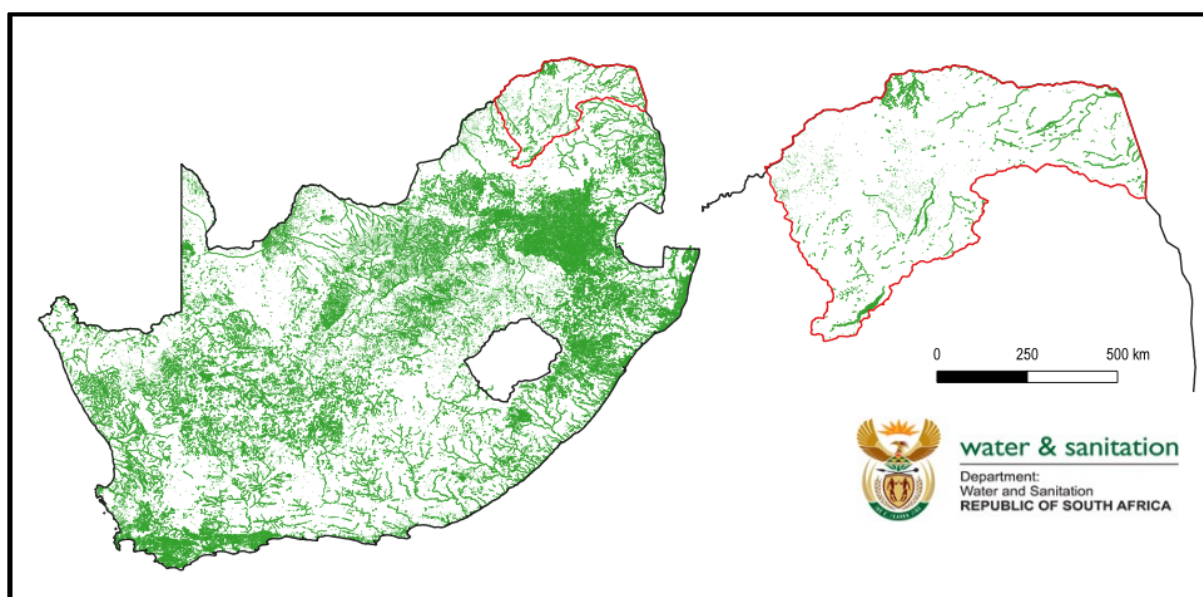 0 250 500 km
water & sanitation
Department:
Water and Sanitation
REPUBLIC OF SOUTH AFRICA